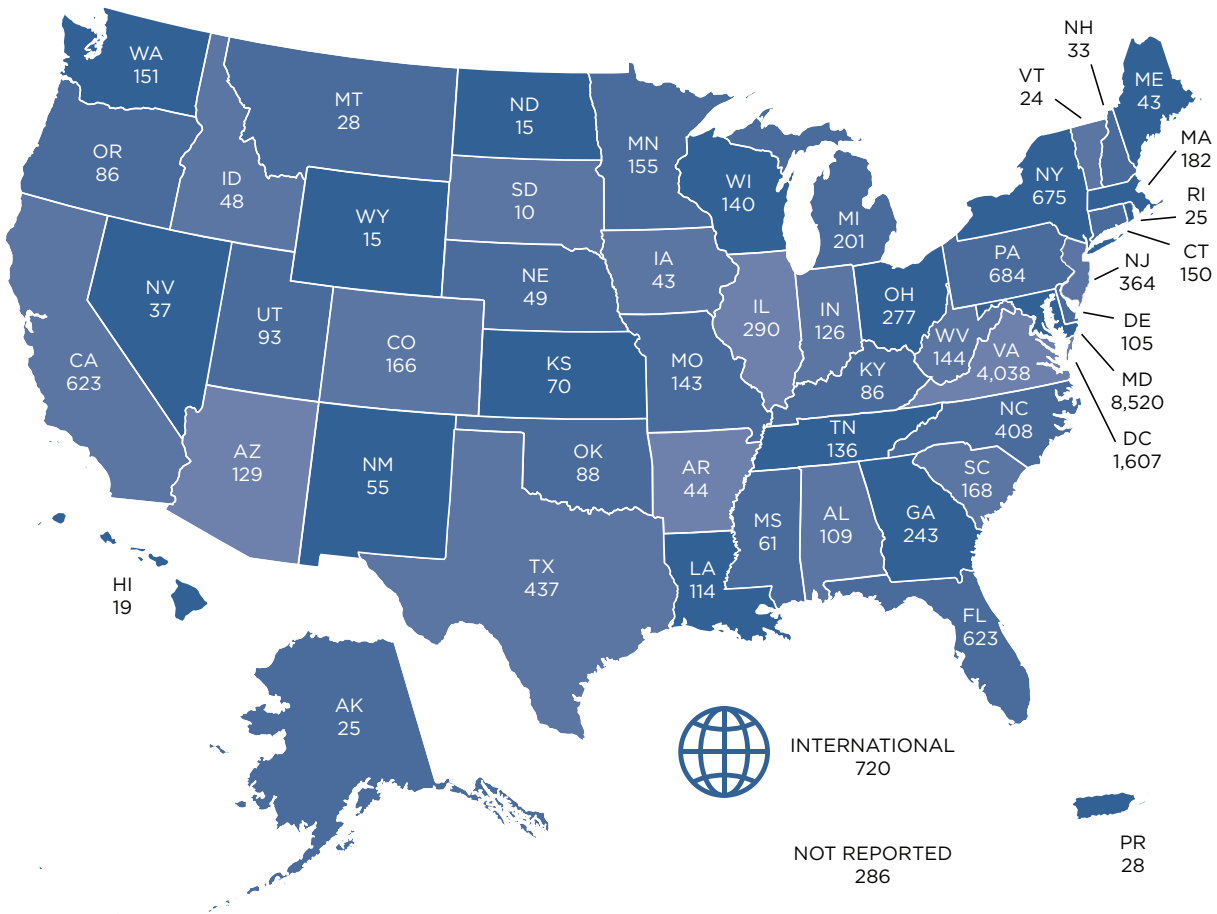 WA
151
OR
86
ID
48
MT
28
ND
15
SD
10
MN
155
WI
140
MI
201
NY
675
VT
24
NH
33
ME
43
MA
182
RI
25
CT
150
NJ
364
DE
105
MD
8,520
DC
1,607
WY
15
NV
37
UT
93
CA
623
CO
166
NE
49
IA
43
KS
70
MO
143
IL
290
IN
126
OH
277
PA
684
WV
144
VA
4,038
KY
86
NC
408
TN
136
SC
168
AZ
129
NM
55
OK
88
AR
44
TX
437
LA
114
MS
61
AL
109
GA
243
FL
623
HI
19
AK
25
INTERNATIONAL
720
NOT REPORTED
286
PR
28